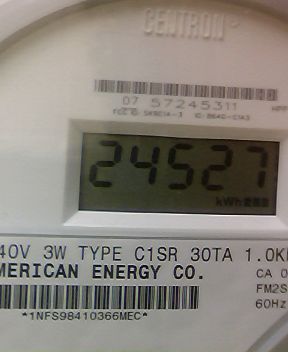 CENTRON
07 57245311
24527
kWh
40V 3W TYPE C1SR 30TA 1.0K
MERICAN ENERGY CO.
CA 0
FM2S
60Hz
*1NFS98410366MEC*